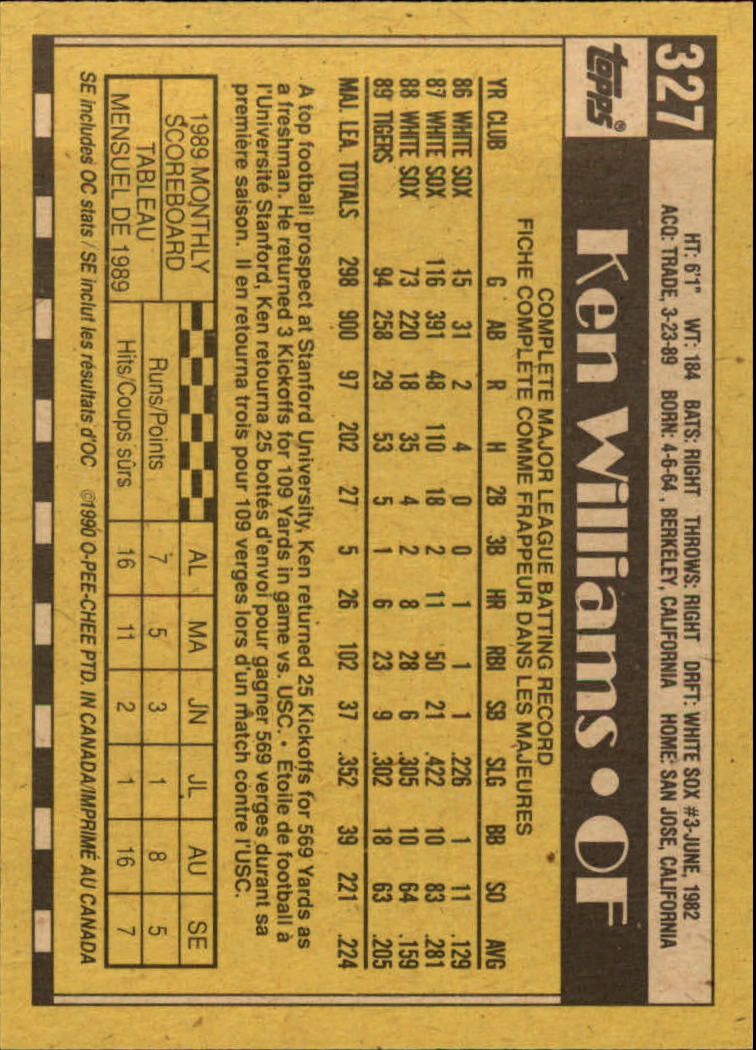 327
topps®
HT: 6'1" WT: 184 BATS: RIGHT THROWS: RIGHT DRFT: WHITE SOX #3-JUNE, 1982
ACQ: TRADE, 3-23-89 BORN: 4-6-64, BERKELEY, CALIFORNIA HOME: SAN JOSE, CALIFORNIA
Ken Williams • OF
COMPLETE MAJOR LEAGUE BATTING RECORD
FICHE COMPLÈTE COMME FRAPPEUR DANS LES MAJEURES
YR CLUB G AB R H 2B 3B HR RBI SB SLG BB SO AVG
86 WHITE SOX 15 31 2 4 0 0 1 1 1 .226 1 11 .129
87 WHITE SOX 116 391 48 110 18 2 11 50 21 .422 10 83 .281
88 WHITE SOX 73 220 18 35 4 2 8 28 6 .305 10 64 .159
89 TIGERS 94 258 29 53 5 1 6 23 9 .302 18 63 .205
MAJ. LEA. TOTALS 298 900 97 202 27 5 26 102 37 .352 39 221 .224
A top football prospect at Stanford University, Ken returned 25 Kickoffs for 569 Yards as
a freshman. He returned 3 Kickoffs for 109 Yards in game vs. USC. • Étoile de football à
l'Université Stanford, Ken retourna 25 bottés d'envoi pour gagner 569 verges durant sa
première saison. Il en retourna trois pour 109 verges lors d'un match contre l'USC.
1989 MONTHLY
SCOREBOARD
TABLEAU
MENSUEL DE 1989
AL MA JN JL AU SE
Runs/Points 7 5 3 1 8 5
Hits/Coups sûrs 16 11 2 1 16 7
SE includes OC stats / SE inclut les résultats d'OC ©1990 O-PEE-CHEE PTD. IN CANADA/IMPRIMÉ AU CANADA